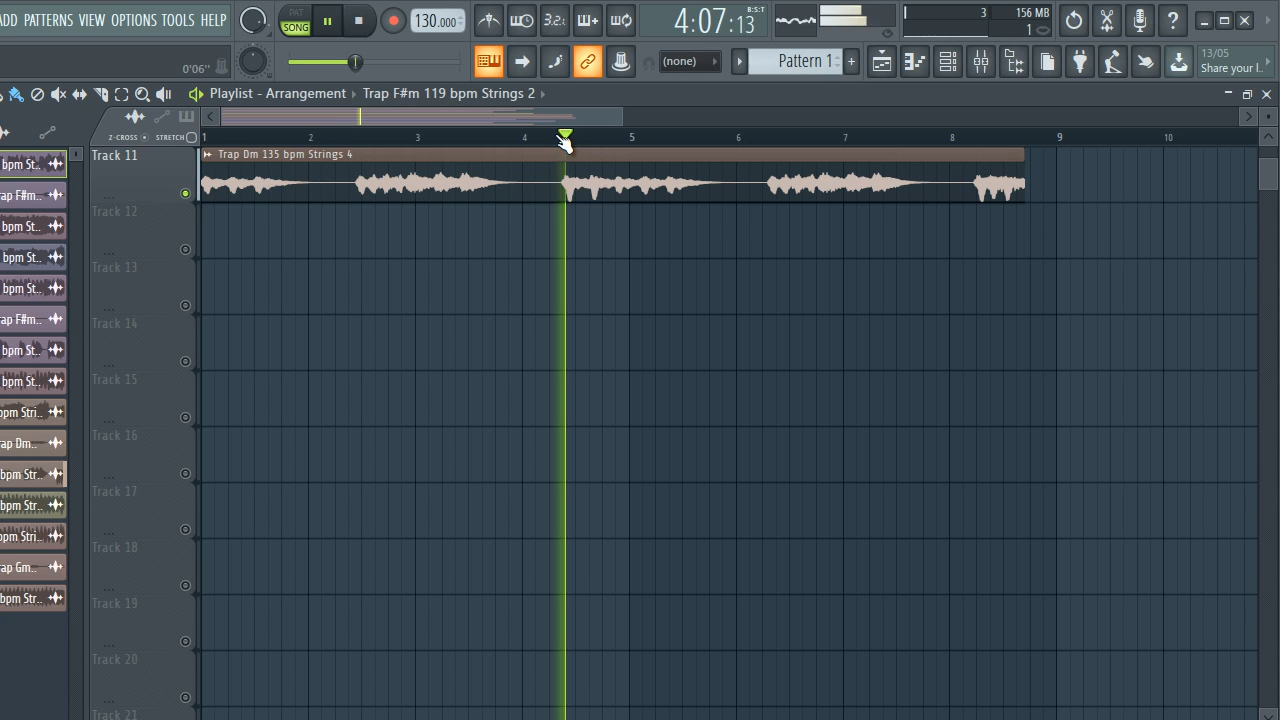 ADD PATTERNS VIEW OPTIONS TOOLS HELP
PAT
SONG
130.000
3.2.
4:07:13
B:S:T
3
156 MB
1
0'06"
(none)
Pattern 1
13/05
Share your l..
Playlist - Arrangement
Trap F#m 119 bpm Strings 2
Z-CROSS
STRETCH
1 2 3 4 5 6 7 8 9 10
Track 11
Trap Dm 135 bpm Strings 4
bpm St..
rap F#m..
Track 12
bpm St..
bpm St..
Track 13
bpm St..
rap F#m..
Track 14
bpm St..
bpm St..
Track 15
bpm Stri..
Track 16
rap Dm..
bpm Str..
Track 17
bpm Str..
bpm Stri..
Track 18
rap Gm..
bpm Str..
Track 19
Track 20
Track 21